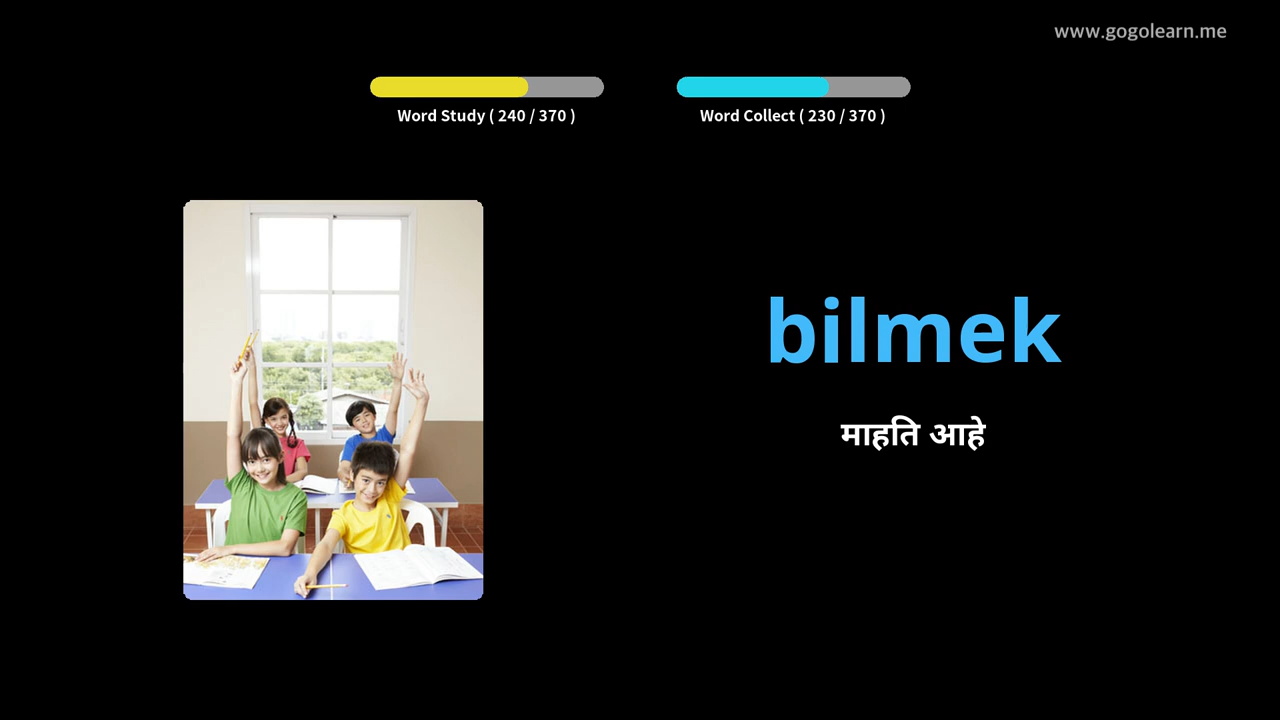 www.gogolearn.me
Word Study ( 240 / 370 )
Word Collect ( 230 / 370 )
bilmek
माहति आहे